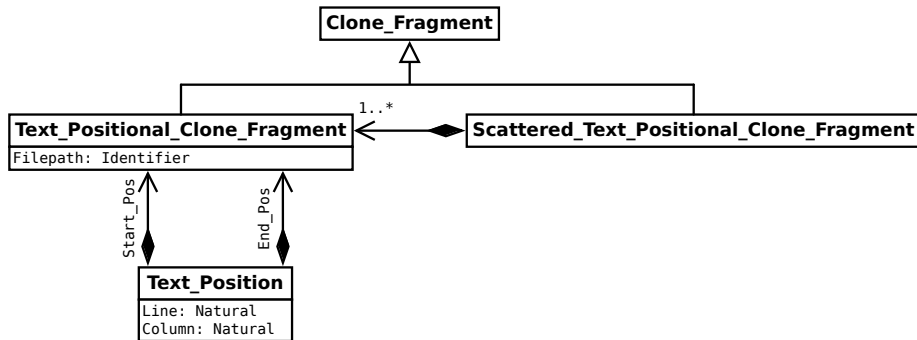 Clone_Fragment
1..*
Text_Positional_Clone_Fragment
Scattered_Text_Positional_Clone_Fragment
Filepath: Identifier
Start_Pos
End_Pos
Text_Position
Line: Natural
Column: Natural